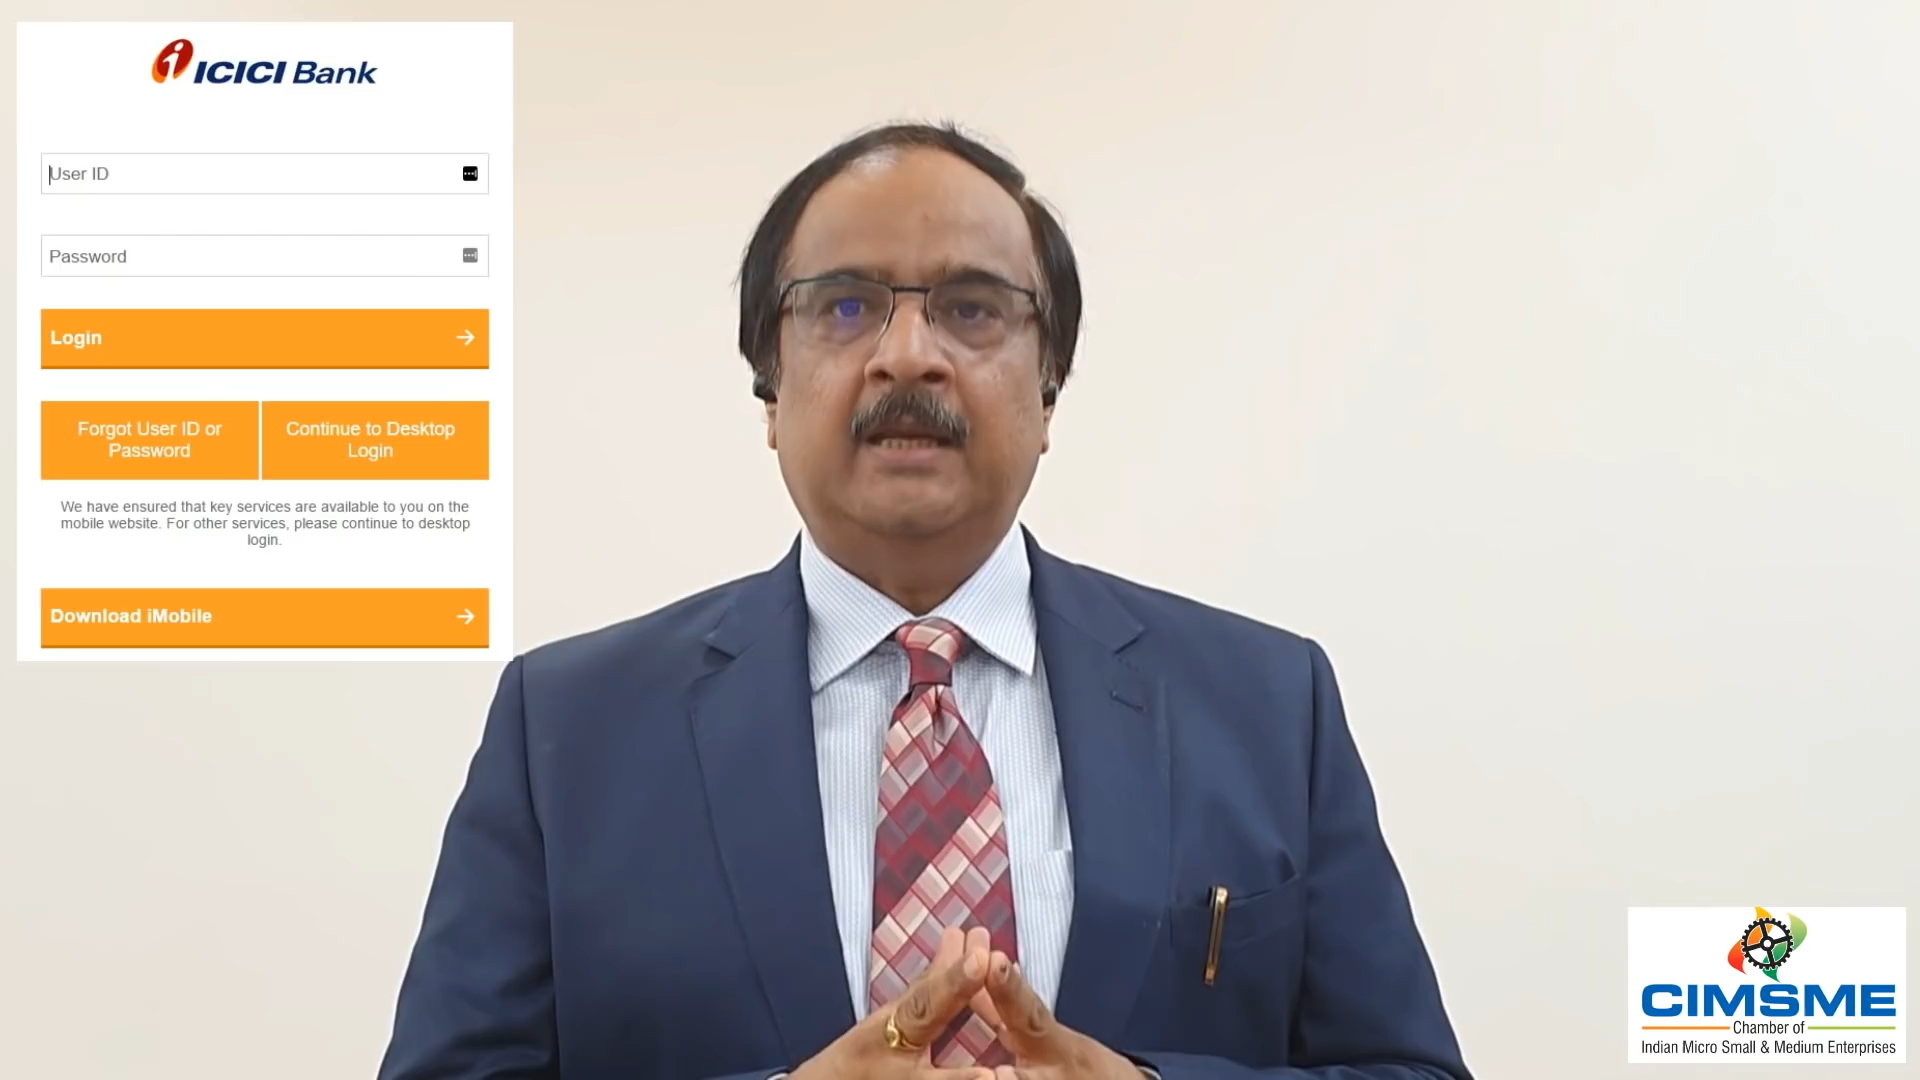 ICICI Bank
User ID
Password
Login
Forgot User ID or
Password
Continue to Desktop
Login
We have ensured that key services are available to you on the
mobile website. For other services, please continue to desktop
login.
Download iMobile
CIMSME
Chamber of
Indian Micro Small & Medium Enterprises